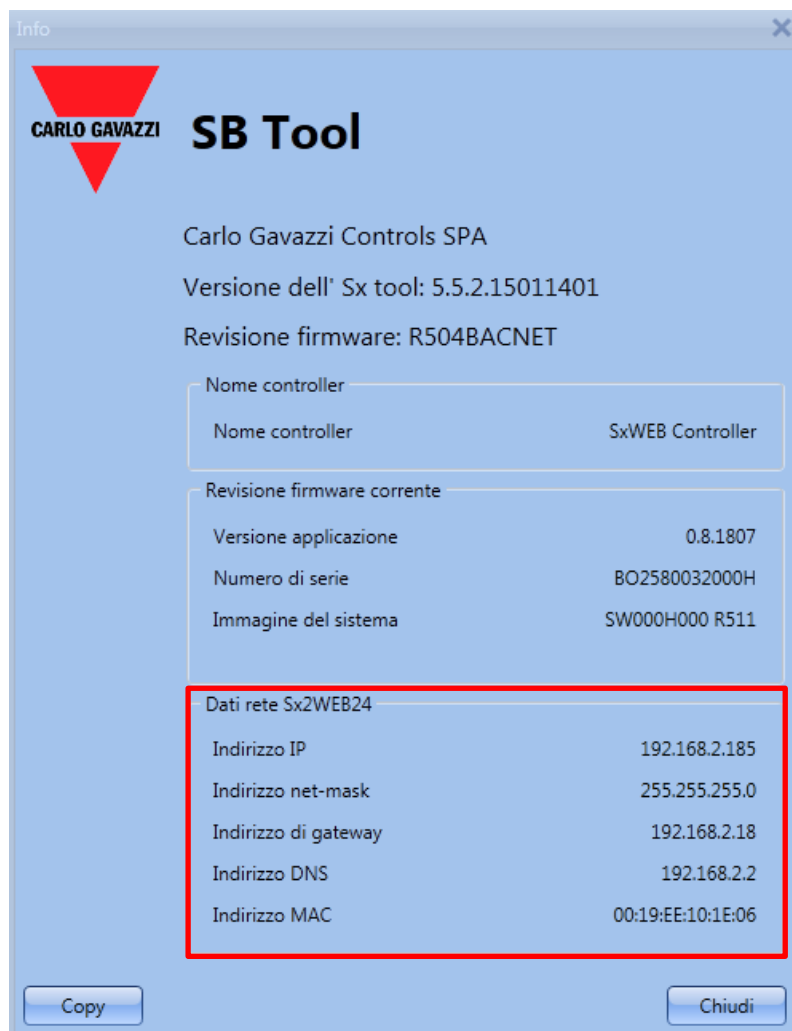 Info
CARLO GAVAZZI
SB Tool
Carlo Gavazzi Controls SPA
Versione dell' Sx tool: 5.5.2.15011401
Revisione firmware: R504BACNET
Nome controller
Nome controller SxWEB Controller
Revisione firmware corrente
Versione applicazione 0.8.1807
Numero di serie BO2580032000H
Immagine del sistema SW000H000 R511
Dati rete Sx2WEB24
Indirizzo IP 192.168.2.185
Indirizzo net-mask 255.255.255.0
Indirizzo di gateway 192.168.2.18
Indirizzo DNS 192.168.2.2
Indirizzo MAC 00:19:EE:10:1E:06
Copy Chiudi